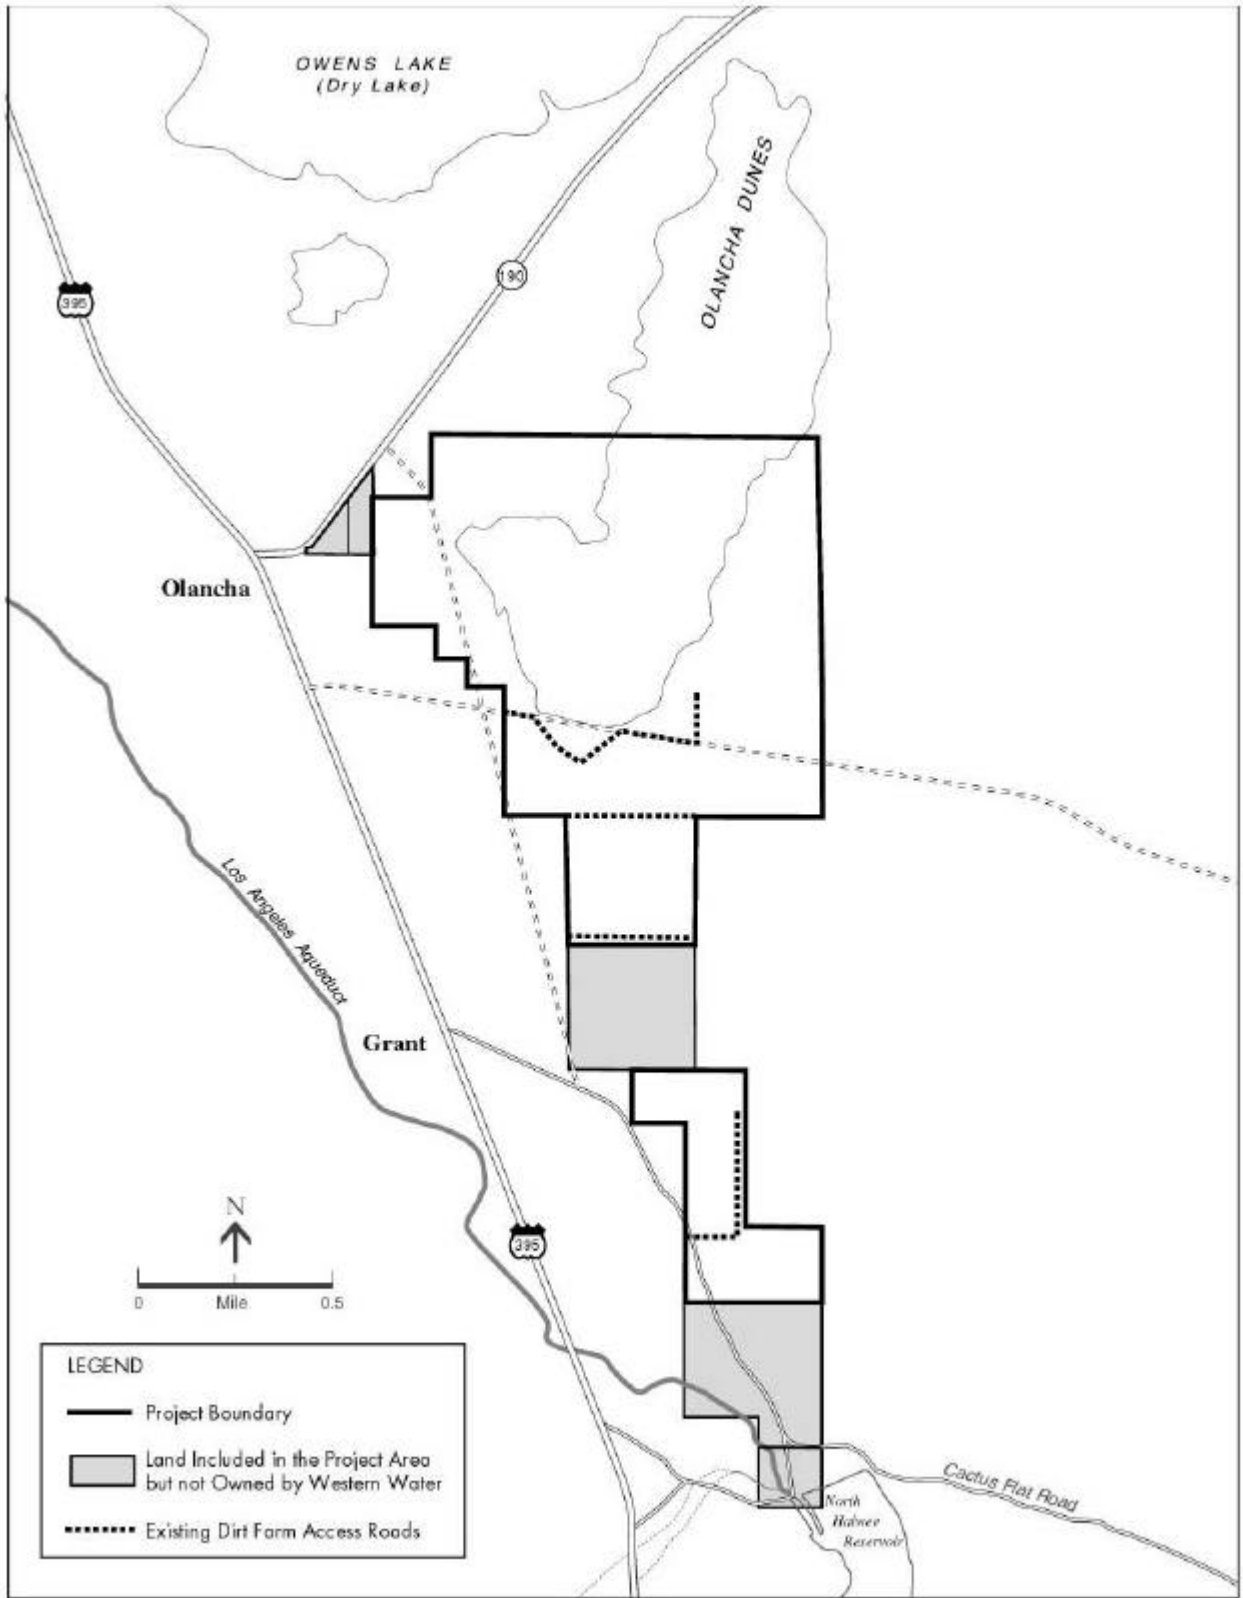 OWENS LAKE
(Dry Lake)
OLANCHA DUNES
190
395
Olancha
Los Angeles Aqueduct
Grant
N
395
0 Mile 0.5
LEGEND
Project Boundary
Land Included in the Project Area
but not Owned by Western Water
Existing Dirt Farm Access Roads
Cactus Flat Road
North
Haiwee
Reservoir